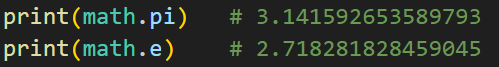 print(math.pi)   # 3.141592653589793
print(math.e)    # 2.718281828459045